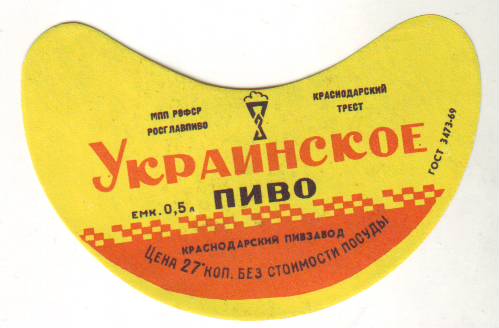 МПП РСФСР
РОСГЛАВПИВО
КРАСНОДАРСКИЙ
ТРЕСТ
УКРАИНСКОЕ
ПИВО
ЕМК. 0,5 л
ГОСТ 3473-69
КРАСНОДАРСКИЙ ПИВЗАВОД
ЦЕНА 27 КОП. БЕЗ СТОИМОСТИ ПОСУДЫ